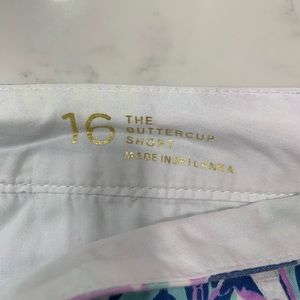 16
THE
BUTTERCUP
SHORT
MADE IN SRI LANKA